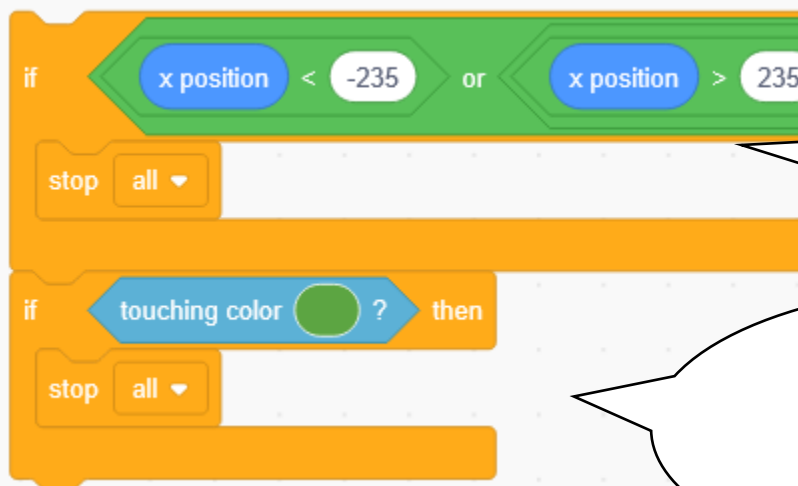 if x position < -235 or x position > 235
stop all
if touching color ? then
stop all